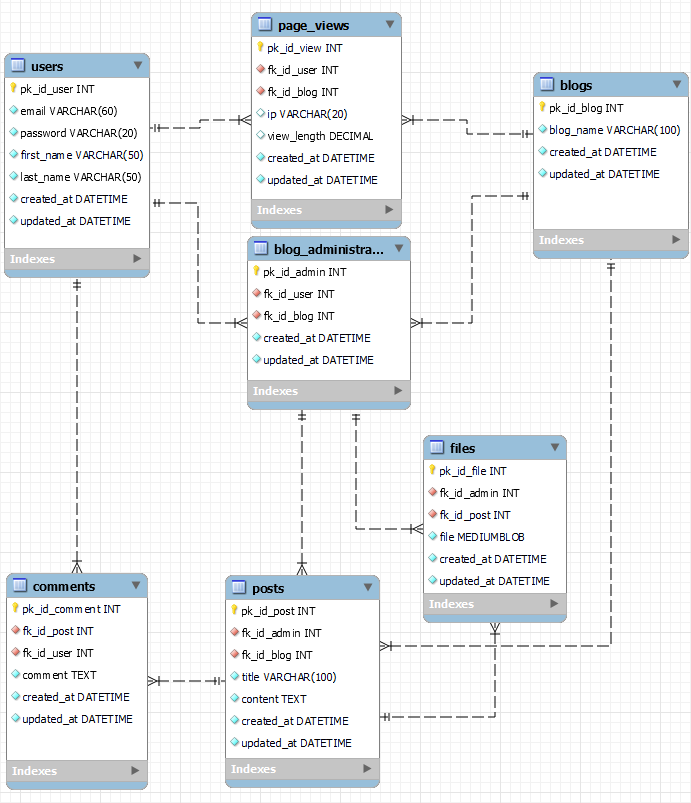 page_views
pk_id_view INT
fk_id_user INT
fk_id_blog INT
ip VARCHAR(20)
view_length DECIMAL
created_at DATETIME
updated_at DATETIME
Indexes
users
pk_id_user INT
email VARCHAR(60)
password VARCHAR(20)
first_name VARCHAR(50)
last_name VARCHAR(50)
created_at DATETIME
updated_at DATETIME
Indexes
blogs
pk_id_blog INT
blog_name VARCHAR(100)
created_at DATETIME
updated_at DATETIME
Indexes
blog_administra...
pk_id_admin INT
fk_id_user INT
fk_id_blog INT
created_at DATETIME
updated_at DATETIME
Indexes
files
pk_id_file INT
fk_id_admin INT
fk_id_post INT
file MEDIUMBLOB
created_at DATETIME
updated_at DATETIME
Indexes
comments
pk_id_comment INT
fk_id_post INT
fk_id_user INT
comment TEXT
created_at DATETIME
updated_at DATETIME
Indexes
posts
pk_id_post INT
fk_id_admin INT
fk_id_blog INT
title VARCHAR(100)
content TEXT
created_at DATETIME
updated_at DATETIME
Indexes